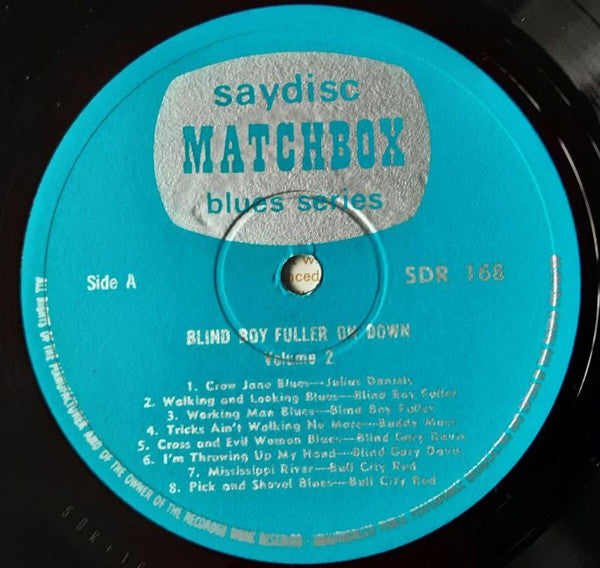 saydisc
MATCHBOX
blues series
Side A
SDR 168
BLIND BOY FULLER ON DOWN
Volume 2
1. Crow Jane Blues—Julius Daniels
2. Walking and Looking Blues—Blind Boy Fuller
3. Working Man Blues—Blind Boy Fuller
4. Tricks Ain't Walking No More—Buddy Moss
5. Cross and Evil Woman Blues—Blind Gary Davis
6. I'm Throwing Up My Hand—Blind Gary Davis
7. Mississippi River—Bull City Red
8. Pick and Shovel Blues—Bull City Red
OF THE MANUFACTURER AND OF THE OWNER OF THE RECORDED WORK RESERVED · UNAUTHORISED PUBLIC PERFORMANCE